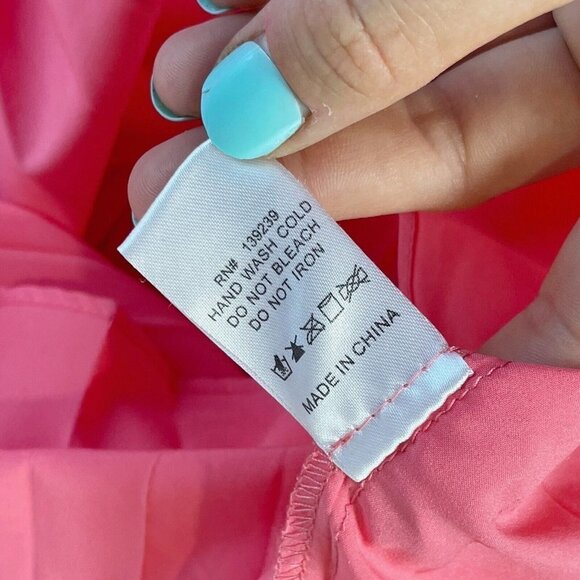 RN# 139239
HAND WASH COLD
DO NOT BLEACH
DO NOT IRON
MADE IN CHINA